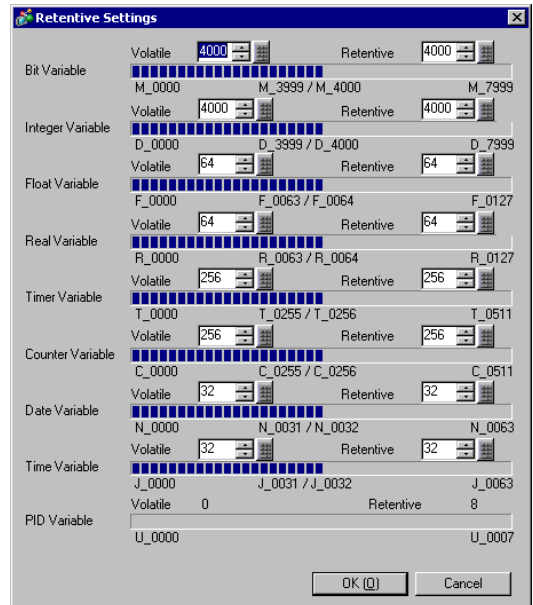 Retentive Settings
Volatile 4000 Retentive 4000
Bit Variable
M_0000 M_3999 / M_4000 M_7999
Volatile 4000 Retentive 4000
Integer Variable
D_0000 D_3999 / D_4000 D_7999
Volatile 64 Retentive 64
Float Variable
F_0000 F_0063 / F_0064 F_0127
Volatile 64 Retentive 64
Real Variable
R_0000 R_0063 / R_0064 R_0127
Volatile 256 Retentive 256
Timer Variable
T_0000 T_0255 / T_0256 T_0511
Volatile 256 Retentive 256
Counter Variable
C_0000 C_0255 / C_0256 C_0511
Volatile 32 Retentive 32
Date Variable
N_0000 N_0031 / N_0032 N_0063
Volatile 32 Retentive 32
Time Variable
J_0000 J_0031 / J_0032 J_0063
Volatile 0 Retentive 8
PID Variable
U_0000 U_0007
OK (O) Cancel